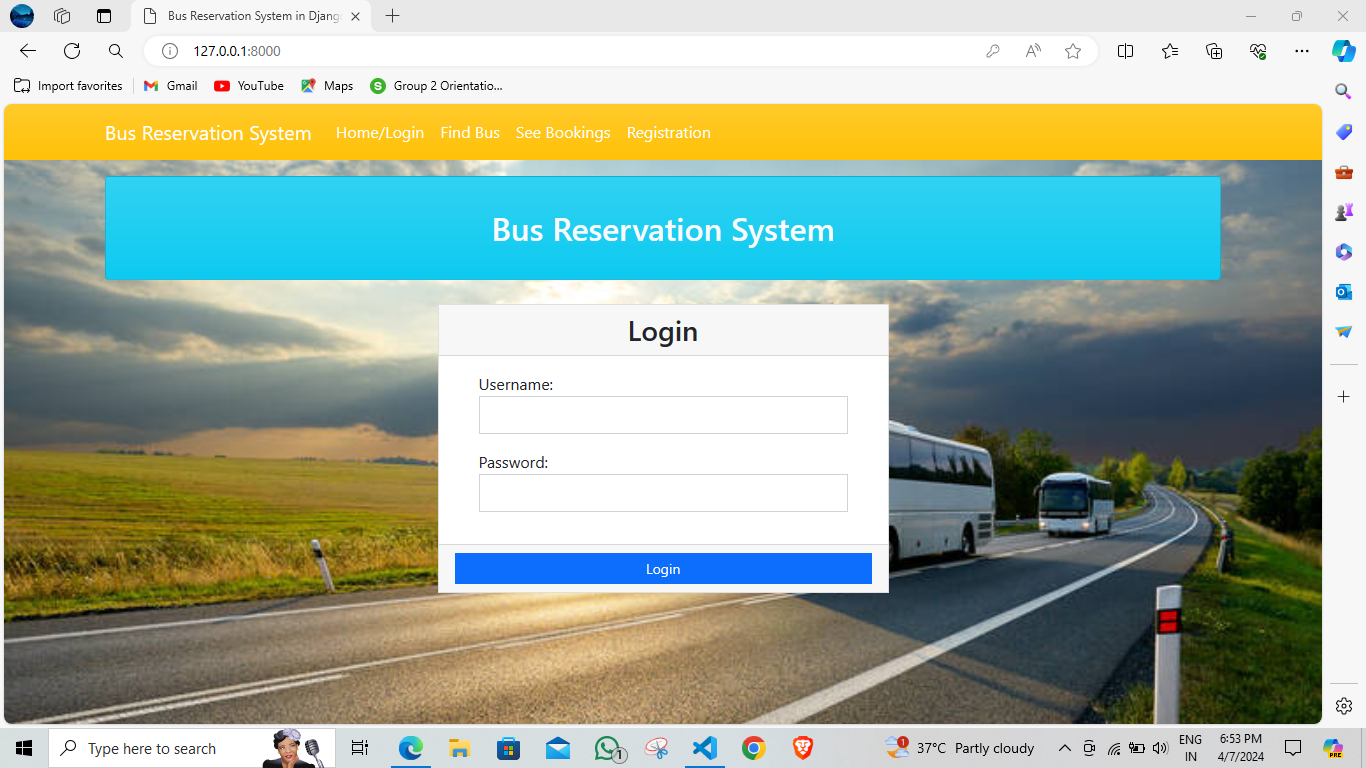 Bus Reservation System in Djang
127.0.0.1:8000
Import favorites
Gmail
YouTube
Maps
Group 2 Orientatio...
Bus Reservation System
Home/Login
Find Bus
See Bookings
Registration
Bus Reservation System
Login
Username:
Password:
Login
Type here to search
1
1
37°C Partly cloudy
ENG
IN
6:53 PM
4/7/2024
PRE